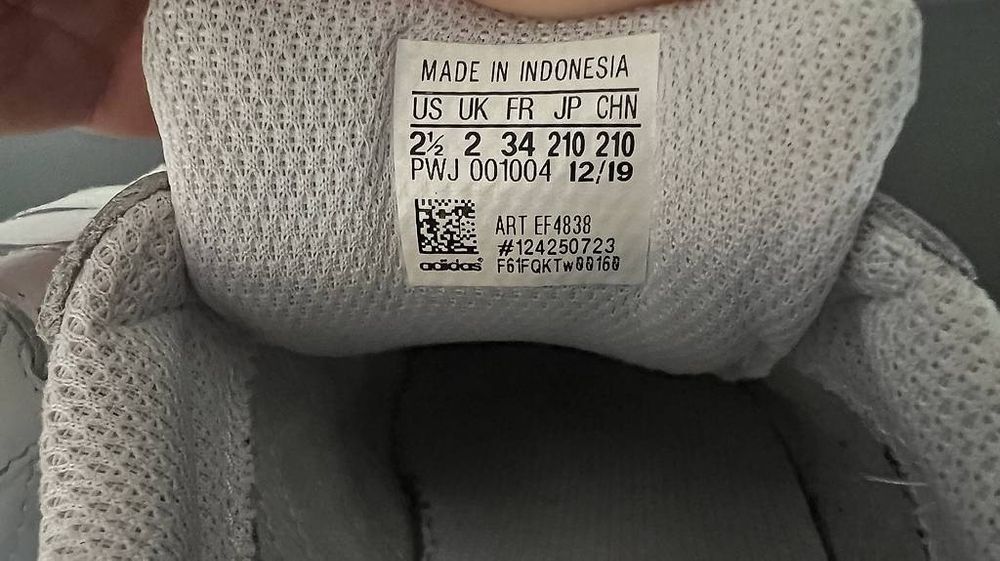 MADE IN INDONESIA
US UK FR JP CHN
2½ 2 34 210 210
PWJ 001004 12/19
ART EF4838
#124250723
adidas F61FQKTw00160